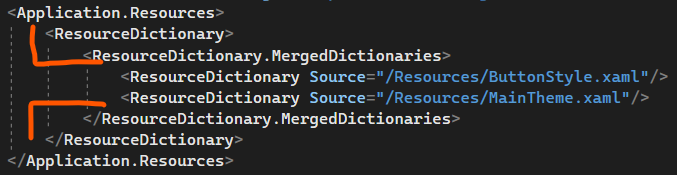 <Application.Resources>
<ResourceDictionary>
<ResourceDictionary.MergedDictionaries>
<ResourceDictionary Source="/Resources/ButtonStyle.xaml"/>
<ResourceDictionary Source="/Resources/MainTheme.xaml"/>
</ResourceDictionary.MergedDictionaries>
</ResourceDictionary>
</Application.Resources>